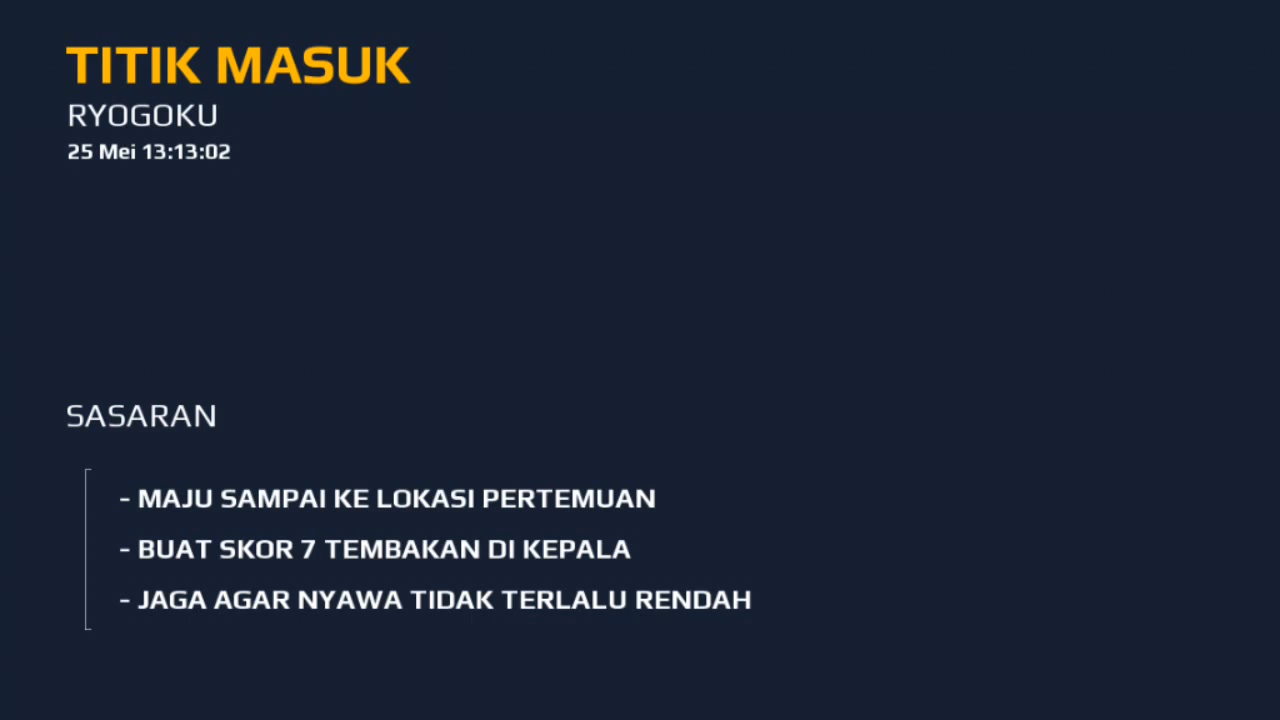 TITIK MASUK
RYOGOKU
25 Mei 13:13:02
SASARAN
- MAJU SAMPAI KE LOKASI PERTEMUAN
- BUAT SKOR 7 TEMBAKAN DI KEPALA
- JAGA AGAR NYAWA TIDAK TERLALU RENDAH